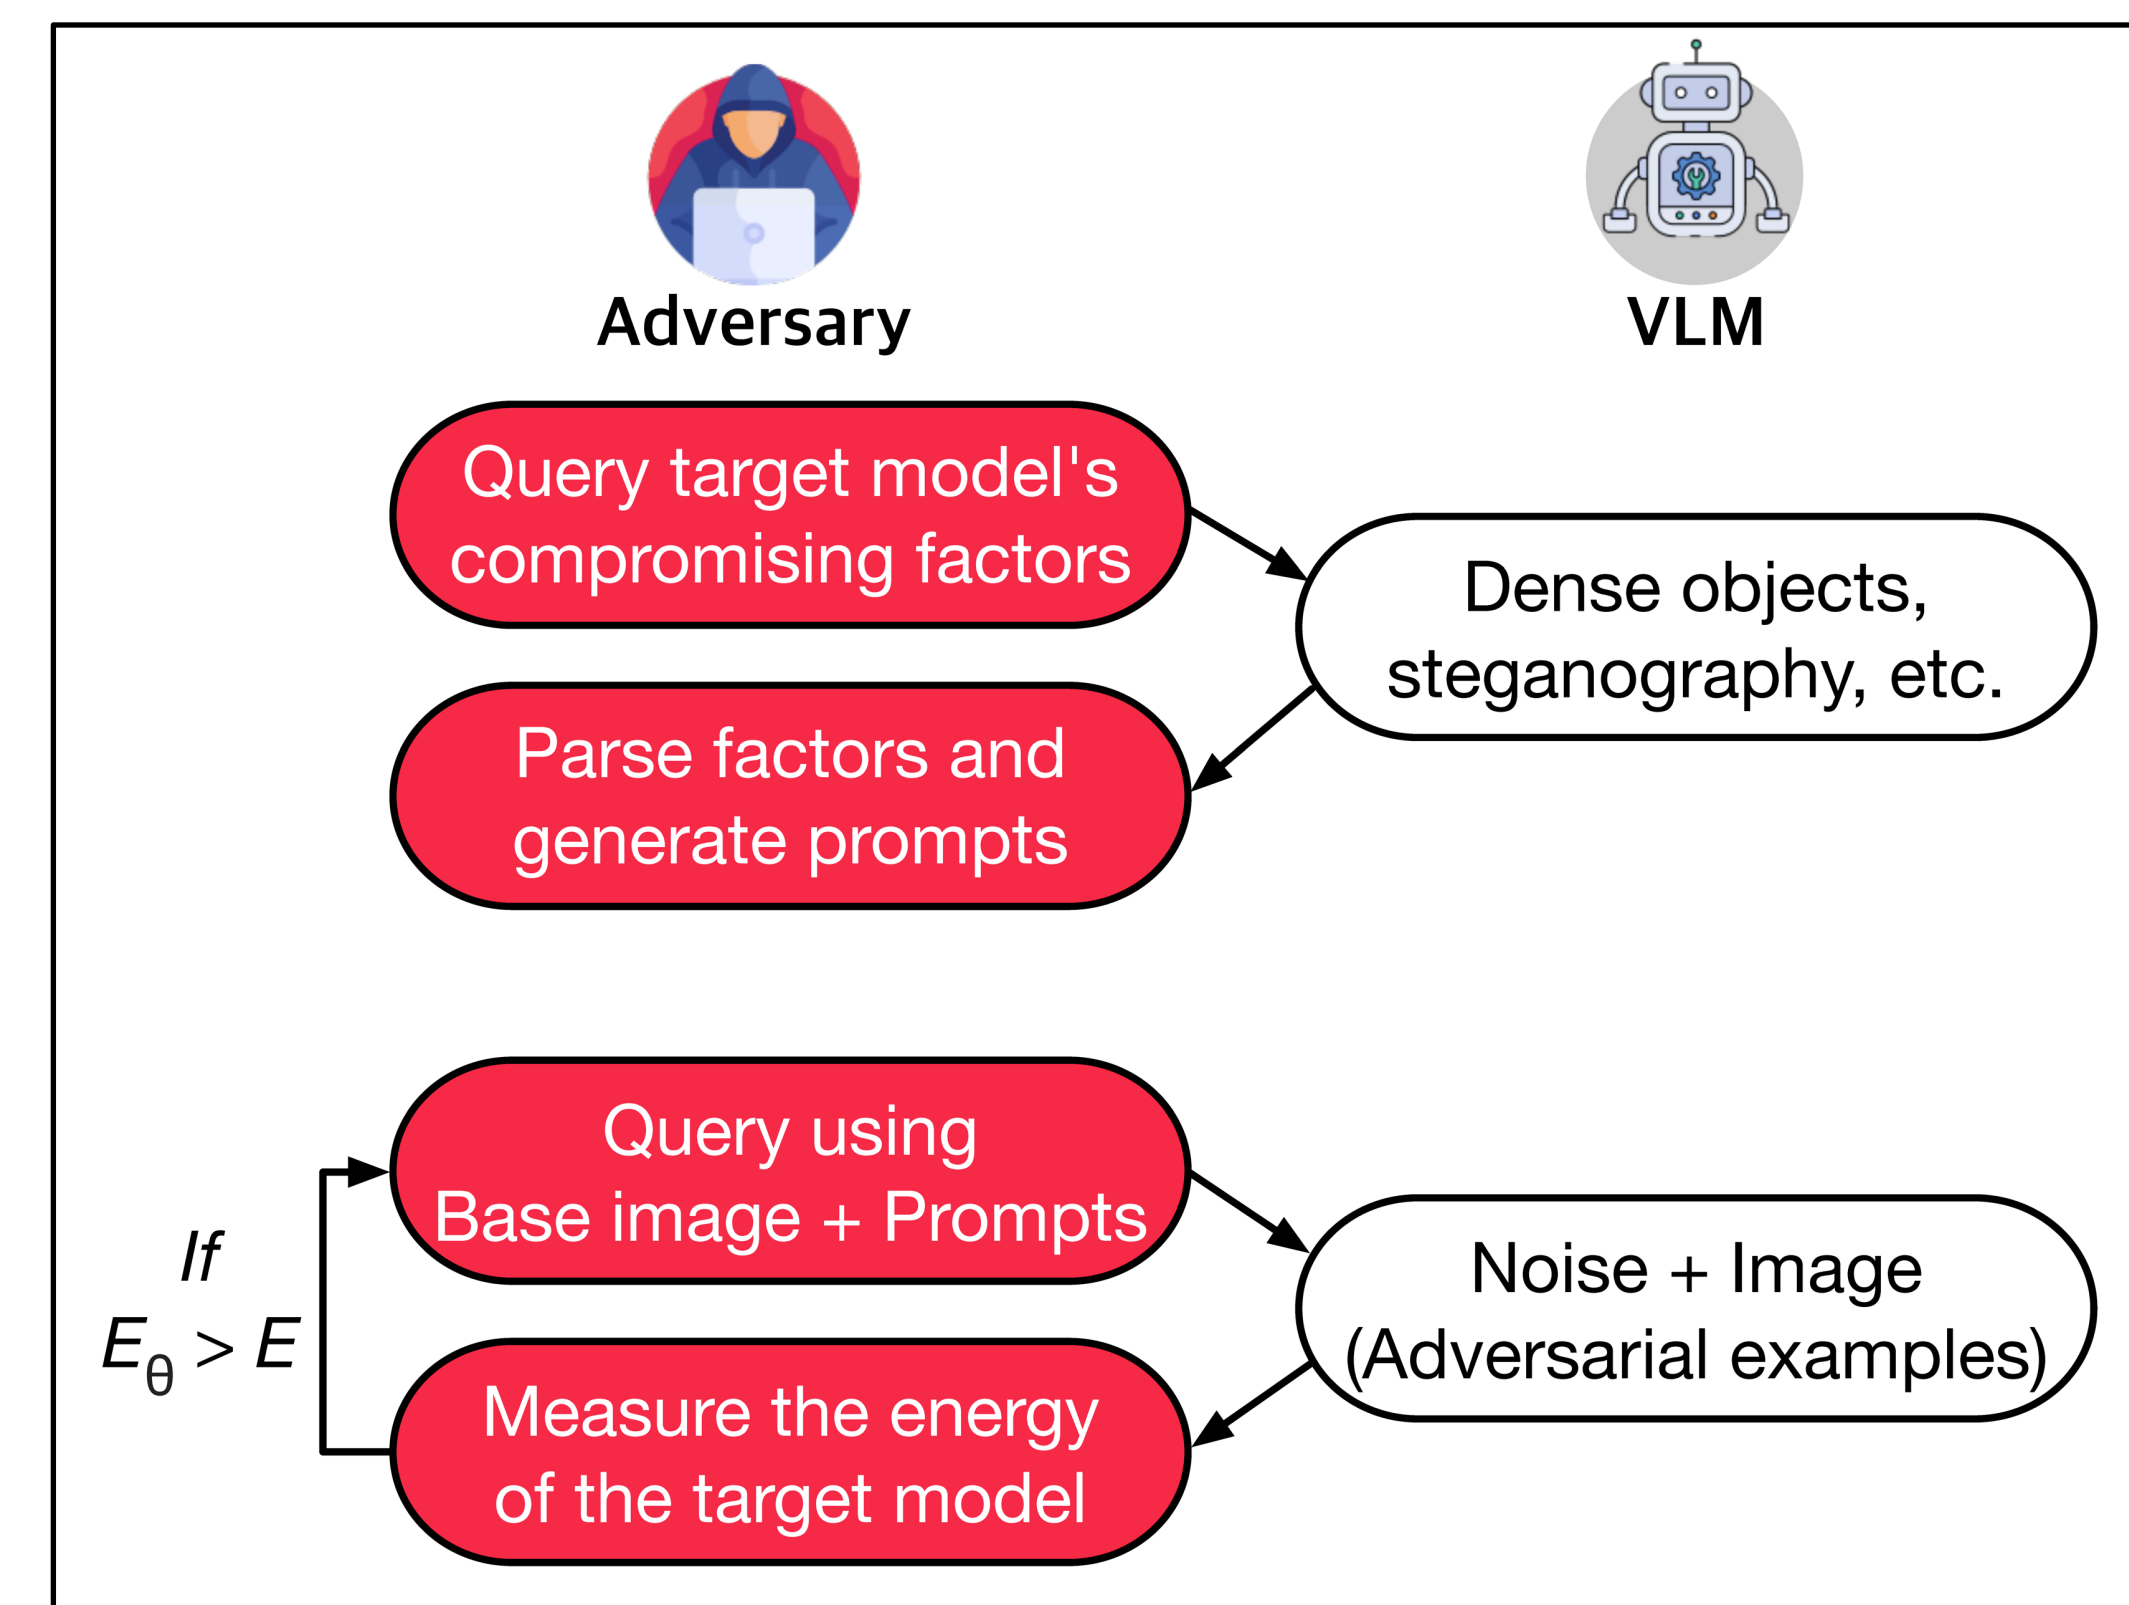 Adversary
VLM
Query target model's
compromising factors
Dense objects,
steganography, etc.
Parse factors and
generate prompts
Query using
Base image + Prompts
Noise + Image
(Adversarial examples)
If
Eθ > E
Measure the energy
of the target model